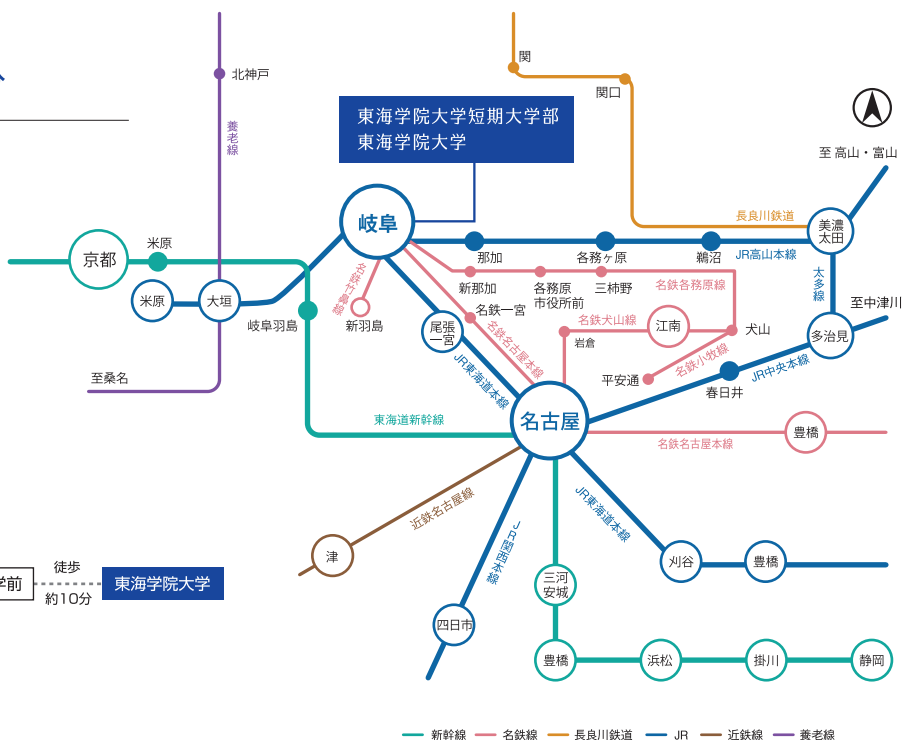 関
北神戸
関口
東海学院大学短期大学部
東海学院大学
養老線
至 高山・富山
長良川鉄道
岐阜
美濃
太田
京都
米原
那加
各務ヶ原
鵜沼
JR高山本線
名鉄竹鼻線
新那加
各務原
市役所前
三柿野
名鉄各務原線
太多線
米原
大垣
新羽島
名鉄一宮
至中津川
岐阜羽島
尾張
一宮
名鉄名古屋本線
名鉄犬山線
江南
犬山
多治見
岩倉
JR東海道本線
名鉄小牧線
JR中央本線
至桑名
平安通
春日井
東海道新幹線
名古屋
豊橋
名鉄名古屋本線
近鉄名古屋線
JR東海道本線
JR関西本線
津
刈谷
豊橋
徒歩
学前
約10分
東海学院大学
三河
安城
四日市
豊橋
浜松
掛川
静岡
新幹線
名鉄線
長良川鉄道
JR
近鉄線
養老線